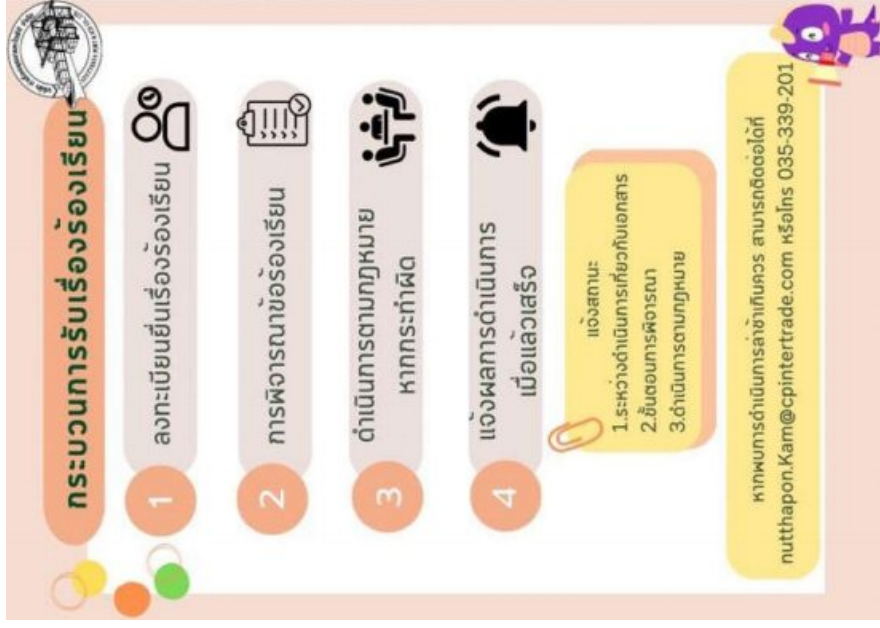 กระบวนการรับเรื่องร้องเรียน
1
ลงทะเบียนยื่นเรื่องร้องเรียน
2
การพิจารณาข้อร้องเรียน
3
ดำเนินการตามกฎหมาย
หากกระทำผิด
4
แจ้งผลการดำเนินการ
เมื่อแล้วเสร็จ
แจ้งสถานะ
1.ระหว่างดำเนินการเกี่ยวกับเอกสาร
2.ขั้นตอนการพิจารณา
3.ดำเนินการตามกฎหมาย
หากพบการดำเนินการล่าช้าเกินควร สามารถติดต่อได้ที่
nutthapon.Kam@cpintertrade.com หรือโทร 035-339-201